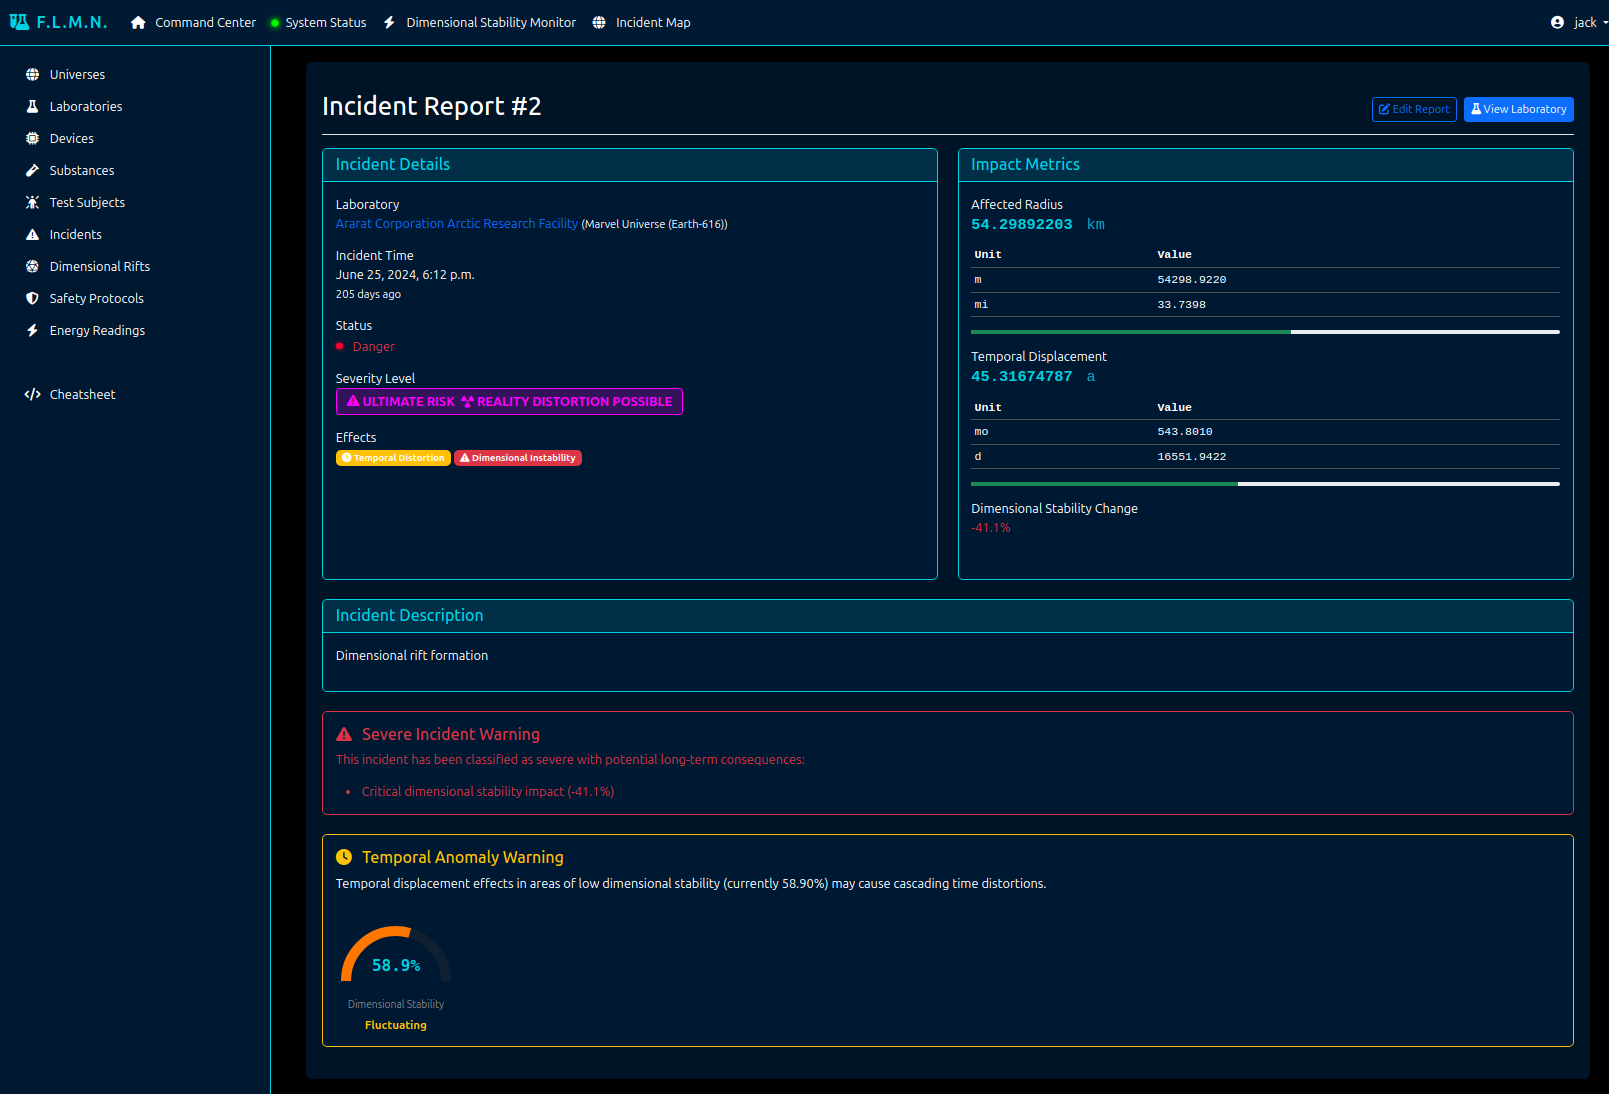 F.L.M.N.
Command Center
System Status
Dimensional Stability Monitor
Incident Map
jack
Universes
Laboratories
Devices
Substances
Test Subjects
Incidents
Dimensional Rifts
Safety Protocols
Energy Readings
Cheatsheet
Incident Report #2
Edit Report
View Laboratory
Incident Details
Laboratory
Ararat Corporation Arctic Research Facility (Marvel Universe (Earth-616))
Incident Time
June 25, 2024, 6:12 p.m.
205 days ago
Status
Danger
Severity Level
ULTIMATE RISK REALITY DISTORTION POSSIBLE
Effects
Temporal Distortion Dimensional Instability
Impact Metrics
Affected Radius
54.29892203 km
Unit Value
m 54298.9220
mi 33.7398
Temporal Displacement
45.31674787 a
Unit Value
mo 543.8010
d 16551.9422
Dimensional Stability Change
-41.1%
Incident Description
Dimensional rift formation
Severe Incident Warning
This incident has been classified as severe with potential long-term consequences:
• Critical dimensional stability impact (-41.1%)
Temporal Anomaly Warning
Temporal displacement effects in areas of low dimensional stability (currently 58.90%) may cause cascading time distortions.
58.9%
Dimensional Stability
Fluctuating